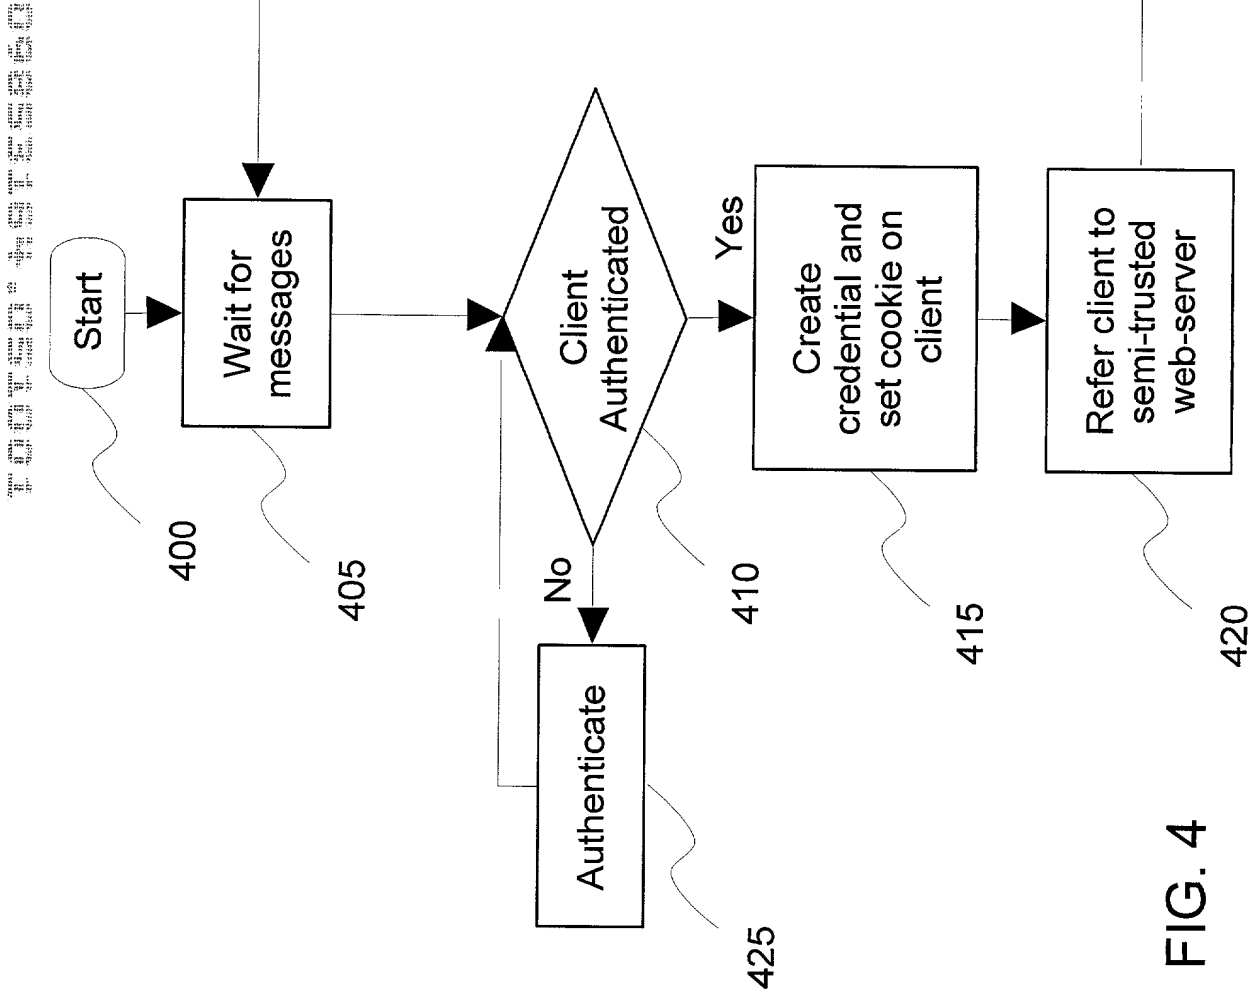 Start
400
Wait for
messages
405
Client
Authenticated
410
No
Yes
Authenticate
425
Create
credential and
set cookie on
client
415
Refer client to
semi-trusted
web-server
420
FIG. 4